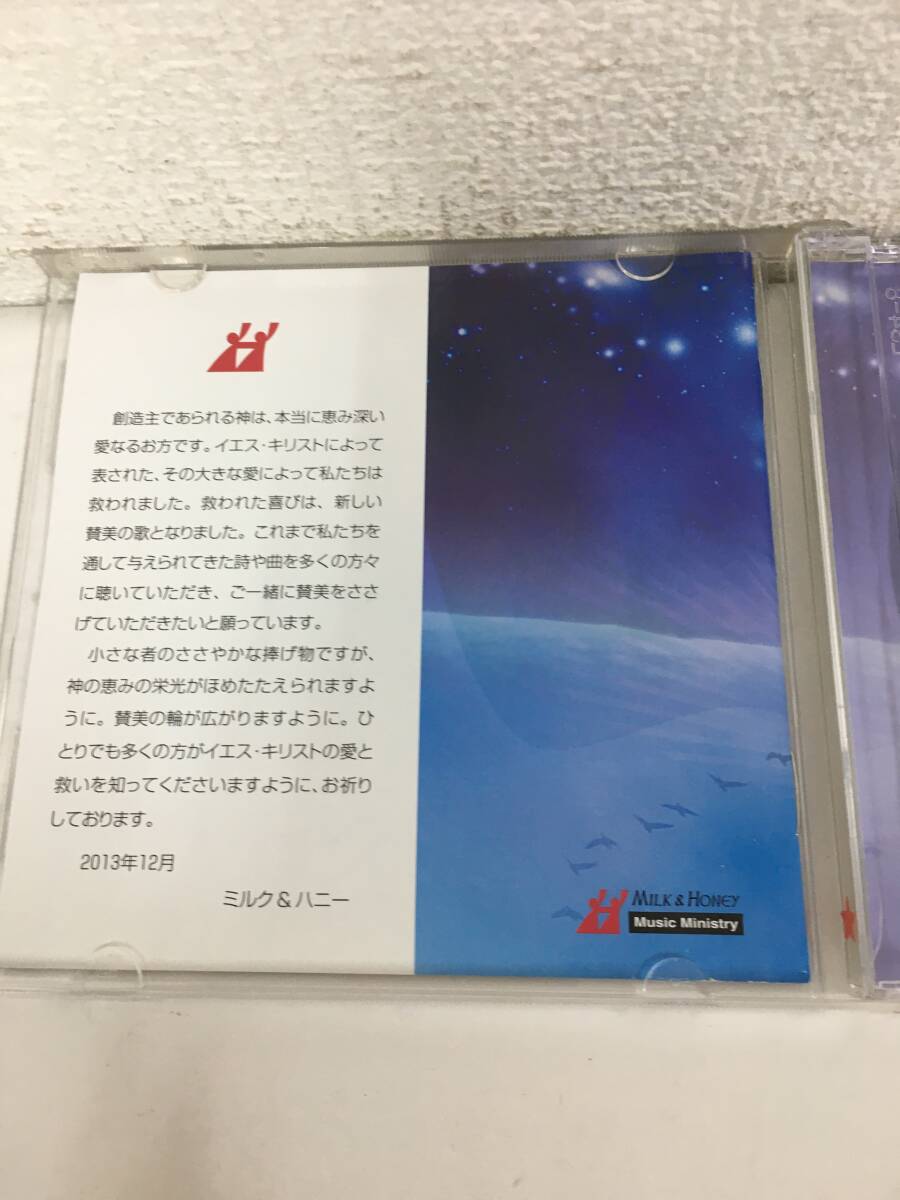 創造主であられる神は、本当に恵み深い
愛なるお方です。イエス・キリストによって
表された、その大きな愛によって私たちは
救われました。救われた喜びは、新しい
賛美の歌となりました。これまで私たちを
通して与えられてきた詩や曲を多くの方々
に聴いていただき、ご一緒に賛美をささ
げていただきたいと願っています。
小さな者のささやかな捧げ物ですが、
神の恵みの栄光がほめたたえられますよ
うに。賛美の輪が広がりますように。ひ
とりでも多くの方がイエス・キリストの愛と
救いを知ってくださいますように、お祈り
しております。
2013年12月
ミルク&ハニー
MILK & HONEY
Music Ministry